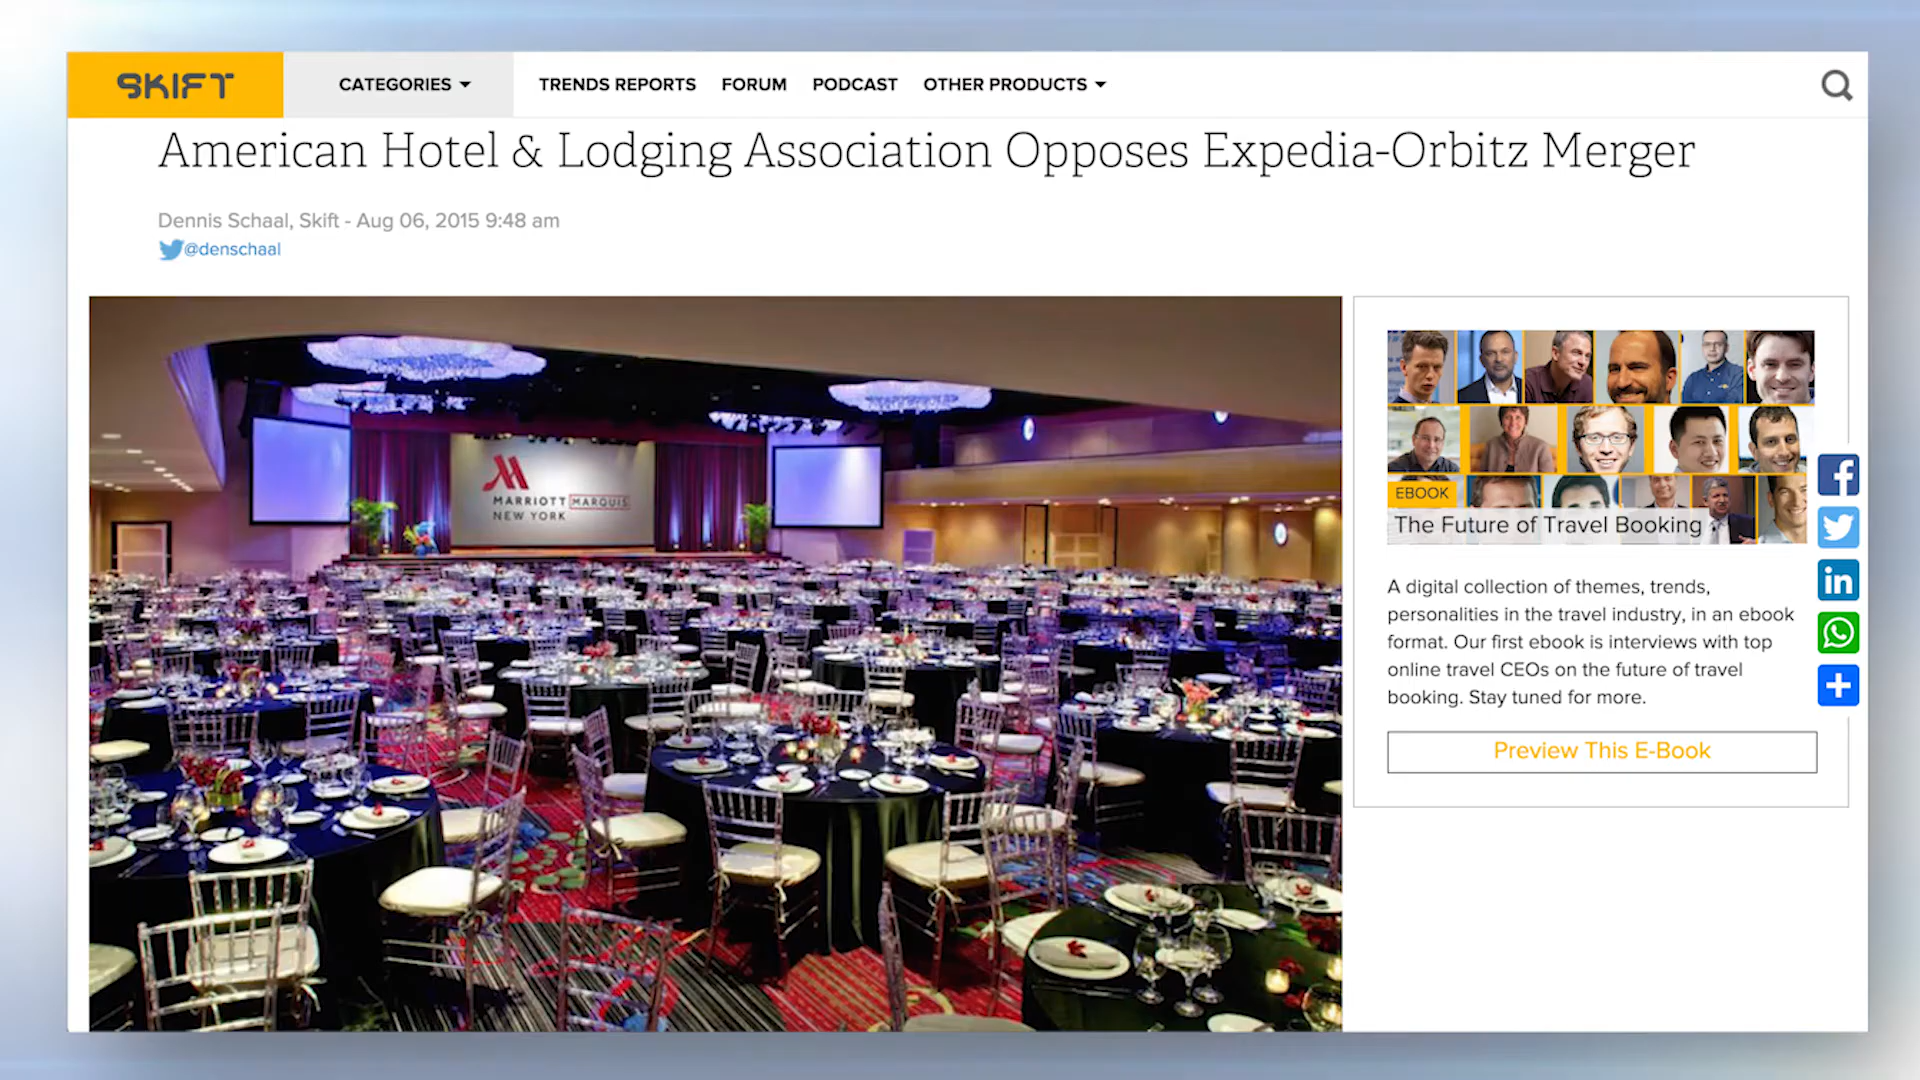 SKIFT
CATEGORIES
TRENDS REPORTS
FORUM
PODCAST
OTHER PRODUCTS
American Hotel & Lodging Association Opposes Expedia-Orbitz Merger
Dennis Schaal, Skift - Aug 06, 2015 9:48 am
@denschaal
MARRIOTT MARQUIS
NEW YORK
EBOOK
The Future of Travel Booking
A digital collection of themes, trends,
personalities in the travel industry, in an ebook
format. Our first ebook is interviews with top
online travel CEOs on the future of travel
booking. Stay tuned for more.
Preview This E-Book